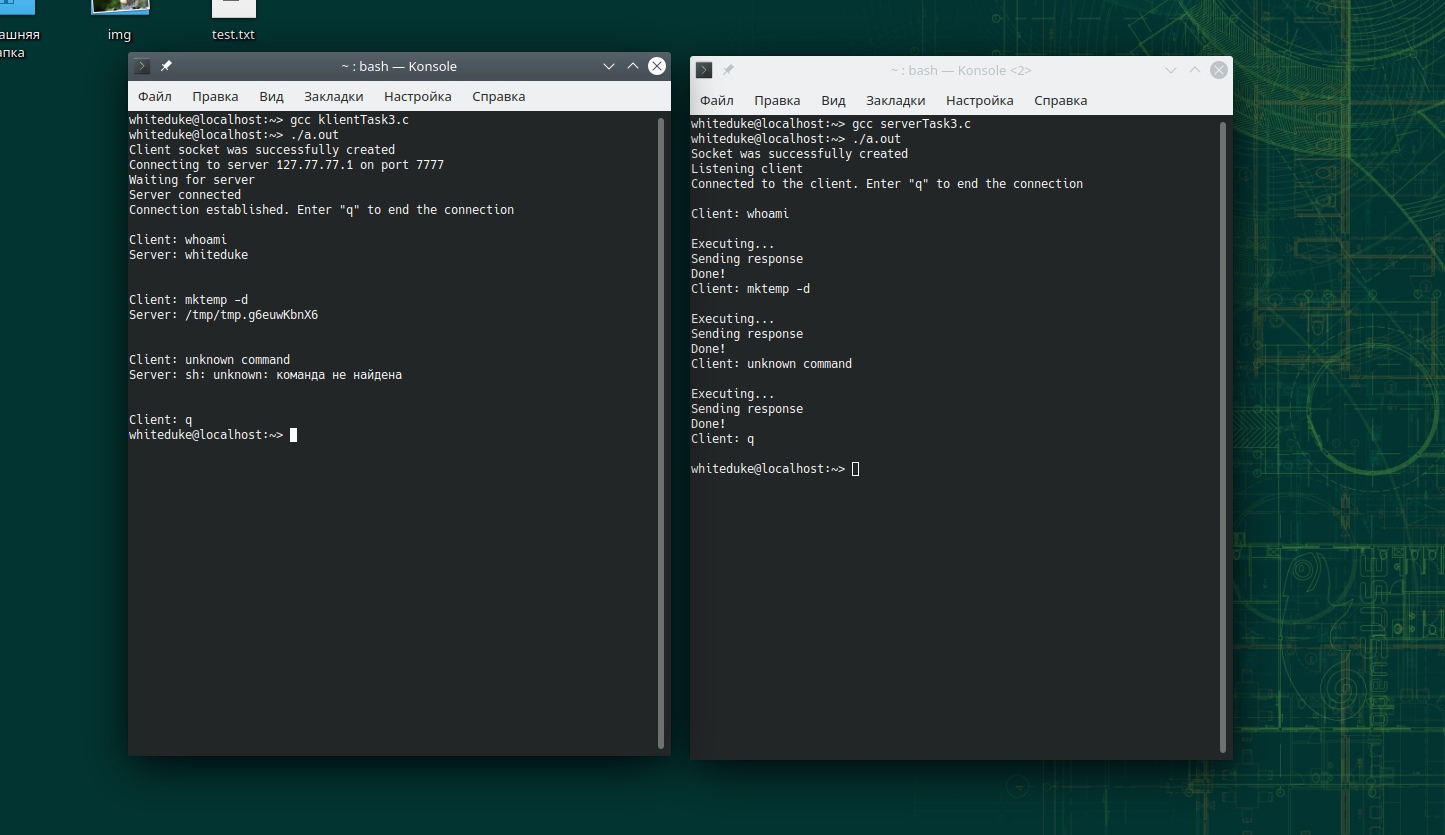 ашняя
апка
img
test.txt
~ : bash — Konsole
Файл Правка Вид Закладки Настройка Справка
whiteduke@localhost:~> gcc klientTask3.c
whiteduke@localhost:~> ./a.out
Client socket was successfully created
Connecting to server 127.77.77.1 on port 7777
Waiting for server
Server connected
Connection established. Enter "q" to end the connection
Client: whoami
Server: whiteduke
Client: mktemp -d
Server: /tmp/tmp.g6euwKbnX6
Client: unknown command
Server: sh: unknown: команда не найдена
Client: q
whiteduke@localhost:~>
~ : bash — Konsole <2>
Файл Правка Вид Закладки Настройка Справка
whiteduke@localhost:~> gcc serverTask3.c
whiteduke@localhost:~> ./a.out
Socket was successfully created
Listening client
Connected to the client. Enter "q" to end the connection
Client: whoami
Executing...
Sending response
Done!
Client: mktemp -d
Executing...
Sending response
Done!
Client: unknown command
Executing...
Sending response
Done!
Client: q
whiteduke@localhost:~>